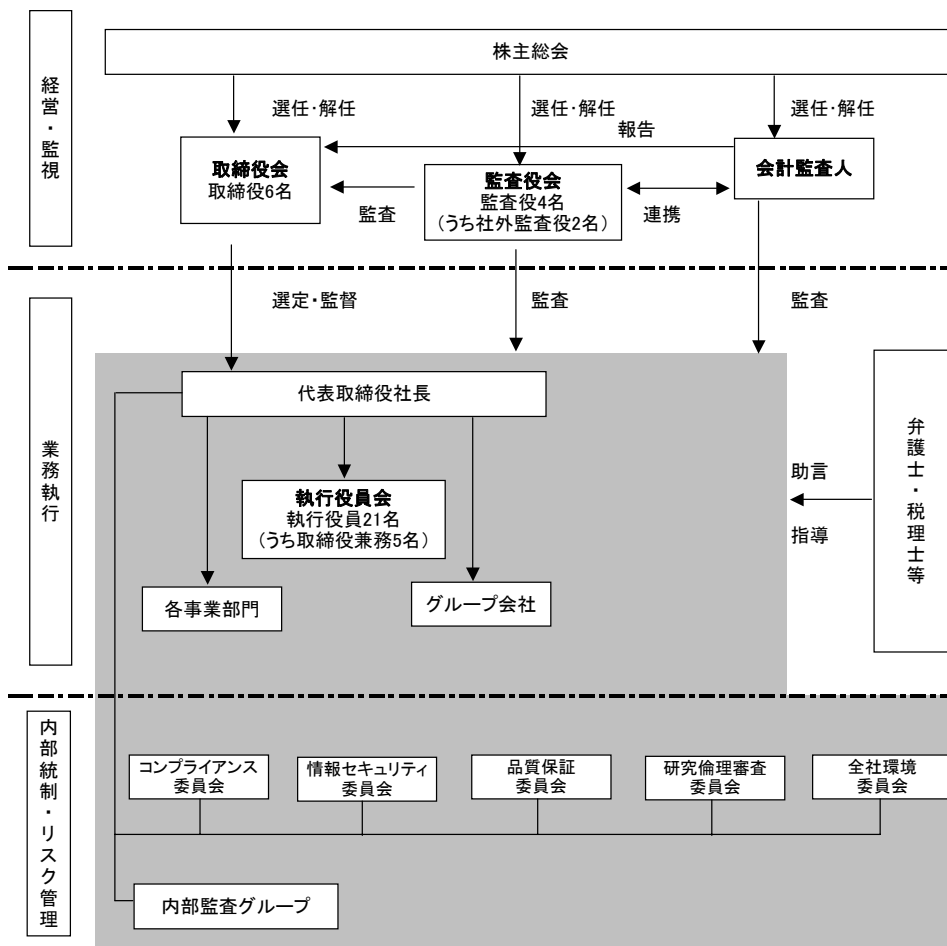 株主総会
経営・監視
選任・解任
選任・解任
選任・解任
報告
取締役会
取締役6名
監査
監査役会
監査役4名
(うち社外監査役2名)
連携
会計監査人
選定・監督
監査
監査
業務執行
代表取締役社長
執行役員会
執行役員21名
(うち取締役兼務5名)
各事業部門
グループ会社
助言
指導
弁護士・税理士等
内部統制・リスク管理
コンプライアンス
委員会
情報セキュリティ
委員会
品質保証
委員会
研究倫理審査
委員会
全社環境
委員会
内部監査グループ